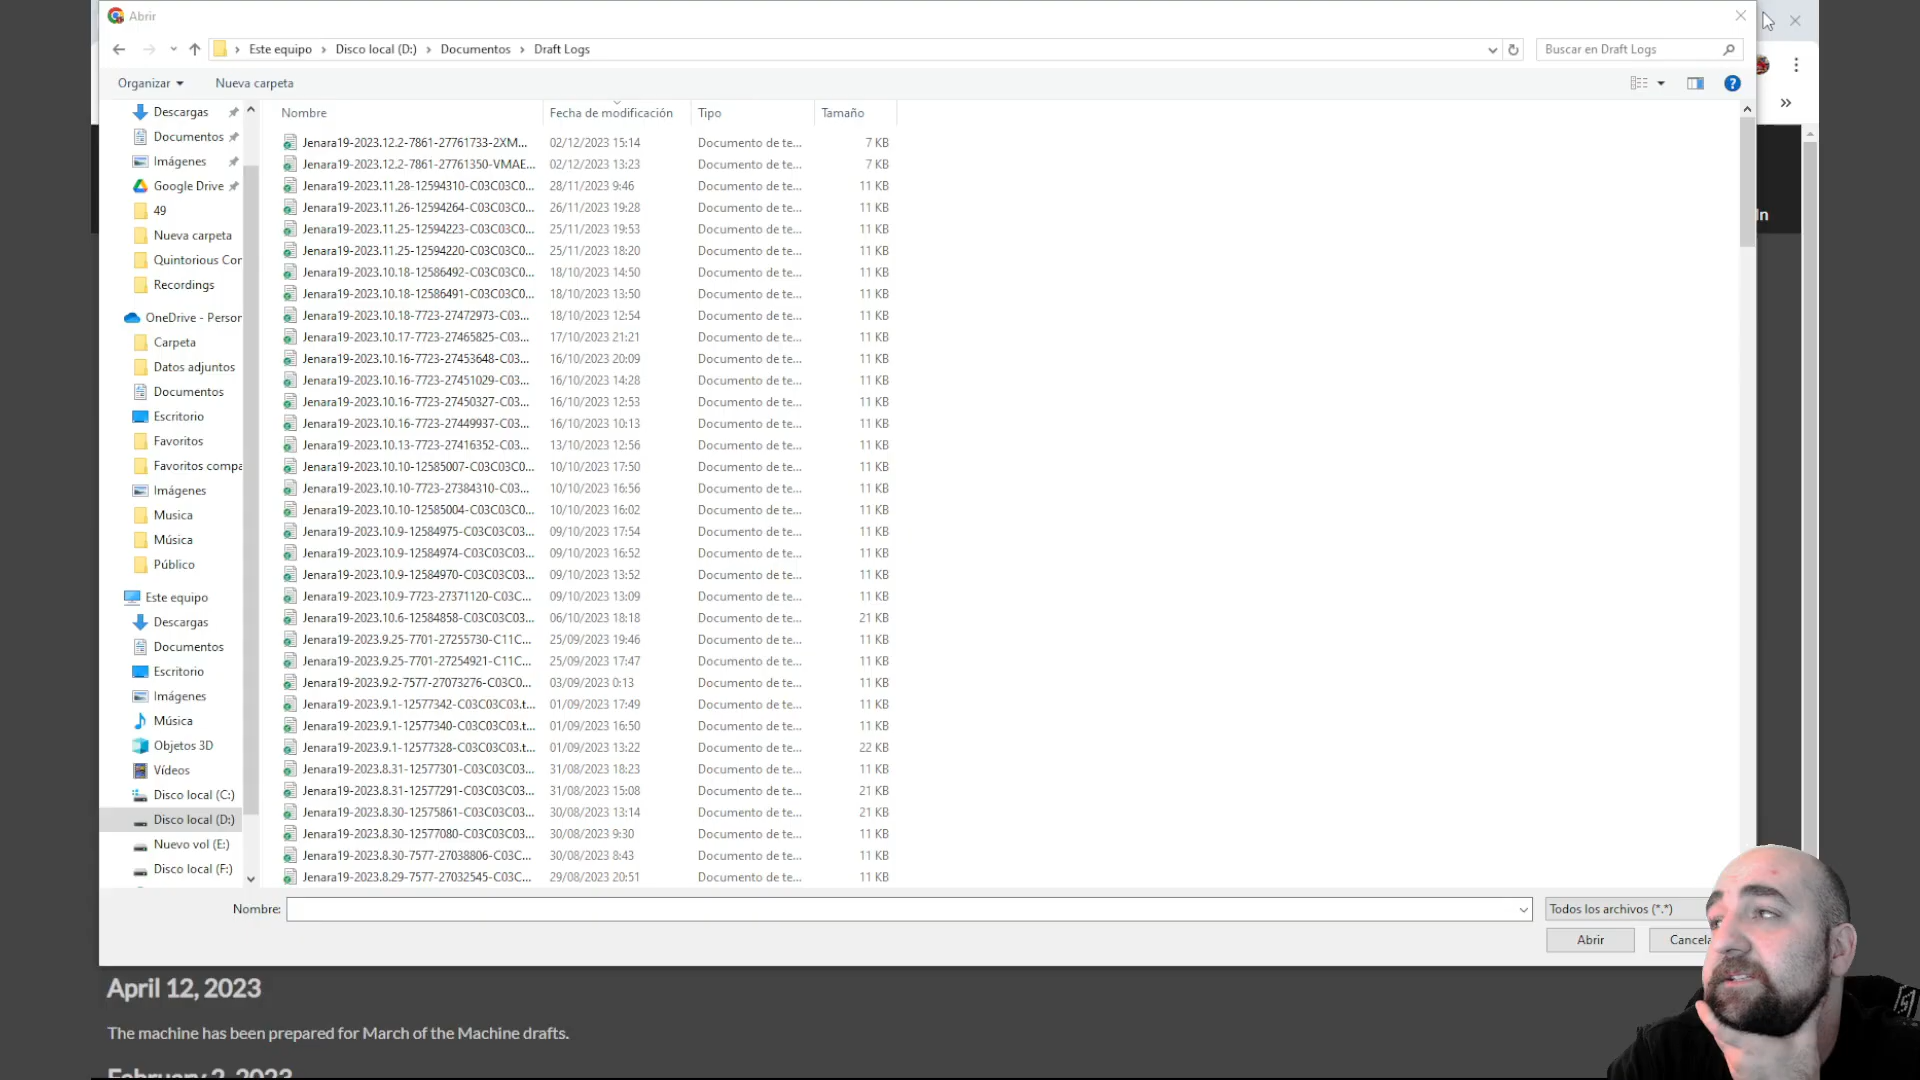 Abrir
Este equipo › Disco local (D:) › Documentos › Draft Logs
Buscar en Draft Logs
Organizar
Nueva carpeta
Descargas
Documentos
Imágenes
Google Drive
49
Nueva carpeta
Quintorious Cor
Recordings
OneDrive - Person
Carpeta
Datos adjuntos
Documentos
Escritorio
Favoritos
Favoritos compa
Imágenes
Musica
Música
Público
Este equipo
Descargas
Documentos
Escritorio
Imágenes
Música
Objetos 3D
Vídeos
Disco local (C:)
Disco local (D:)
Nuevo vol (E:)
Disco local (F:)
Nombre Fecha de modificación Tipo Tamaño
Jenara19-2023.12.2-7861-27761733-2XM... 02/12/2023 15:14 Documento de te... 7 KB
Jenara19-2023.12.2-7861-27761350-VMAE... 02/12/2023 13:23 Documento de te... 7 KB
Jenara19-2023.11.28-12594310-C03C03C0... 28/11/2023 9:46 Documento de te... 11 KB
Jenara19-2023.11.26-12594264-C03C03C0... 26/11/2023 19:28 Documento de te... 11 KB
Jenara19-2023.11.25-12594223-C03C03C0... 25/11/2023 19:53 Documento de te... 11 KB
Jenara19-2023.11.25-12594220-C03C03C0... 25/11/2023 18:20 Documento de te... 11 KB
Jenara19-2023.10.18-12586492-C03C03C0... 18/10/2023 14:50 Documento de te... 11 KB
Jenara19-2023.10.18-12586491-C03C03C0... 18/10/2023 13:50 Documento de te... 11 KB
Jenara19-2023.10.18-7723-27472973-C03... 18/10/2023 12:54 Documento de te... 11 KB
Jenara19-2023.10.17-7723-27465825-C03... 17/10/2023 21:21 Documento de te... 11 KB
Jenara19-2023.10.16-7723-27453648-C03... 16/10/2023 20:09 Documento de te... 11 KB
Jenara19-2023.10.16-7723-27451029-C03... 16/10/2023 14:28 Documento de te... 11 KB
Jenara19-2023.10.16-7723-27450327-C03... 16/10/2023 12:53 Documento de te... 11 KB
Jenara19-2023.10.16-7723-27449937-C03... 16/10/2023 10:13 Documento de te... 11 KB
Jenara19-2023.10.13-7723-27416352-C03... 13/10/2023 12:56 Documento de te... 11 KB
Jenara19-2023.10.10-12585007-C03C03C0... 10/10/2023 17:50 Documento de te... 11 KB
Jenara19-2023.10.10-7723-27384310-C03... 10/10/2023 16:56 Documento de te... 11 KB
Jenara19-2023.10.10-12585004-C03C03C0... 10/10/2023 16:02 Documento de te... 11 KB
Jenara19-2023.10.9-12584975-C03C03C03... 09/10/2023 17:54 Documento de te... 11 KB
Jenara19-2023.10.9-12584974-C03C03C03... 09/10/2023 16:52 Documento de te... 11 KB
Jenara19-2023.10.9-12584970-C03C03C03... 09/10/2023 13:52 Documento de te... 11 KB
Jenara19-2023.10.9-7723-27371120-C03C... 09/10/2023 13:09 Documento de te... 11 KB
Jenara19-2023.10.6-12584858-C03C03C03... 06/10/2023 18:18 Documento de te... 21 KB
Jenara19-2023.9.25-7701-27255730-C11C... 25/09/2023 19:46 Documento de te... 11 KB
Jenara19-2023.9.25-7701-27254921-C11C... 25/09/2023 17:47 Documento de te... 11 KB
Jenara19-2023.9.2-7577-27073276-C03C0... 03/09/2023 0:13 Documento de te... 11 KB
Jenara19-2023.9.1-12577342-C03C03C03.t... 01/09/2023 17:49 Documento de te... 11 KB
Jenara19-2023.9.1-12577340-C03C03C03.t... 01/09/2023 16:50 Documento de te... 11 KB
Jenara19-2023.9.1-12577328-C03C03C03.t... 01/09/2023 13:22 Documento de te... 22 KB
Jenara19-2023.8.31-12577301-C03C03C03... 31/08/2023 18:23 Documento de te... 11 KB
Jenara19-2023.8.31-12577291-C03C03C03... 31/08/2023 15:08 Documento de te... 21 KB
Jenara19-2023.8.30-12575861-C03C03C03... 30/08/2023 13:14 Documento de te... 21 KB
Jenara19-2023.8.30-12577080-C03C03C03... 30/08/2023 9:30 Documento de te... 11 KB
Jenara19-2023.8.30-7577-27038806-C03C... 30/08/2023 8:43 Documento de te... 11 KB
Jenara19-2023.8.29-7577-27032545-C03C... 29/08/2023 20:51 Documento de te... 11 KB
In
Nombre:
Todos los archivos (*.*)
Abrir
Cancela
April 12, 2023
The machine has been prepared for March of the Machine drafts.
February 2, 2023